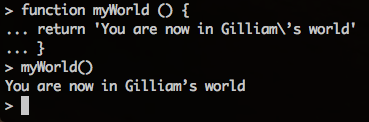 > function myWorld () {
... return 'You are now in Gilliam\’s world'
... }
> myWorld()
You are now in Gilliam’s world
>